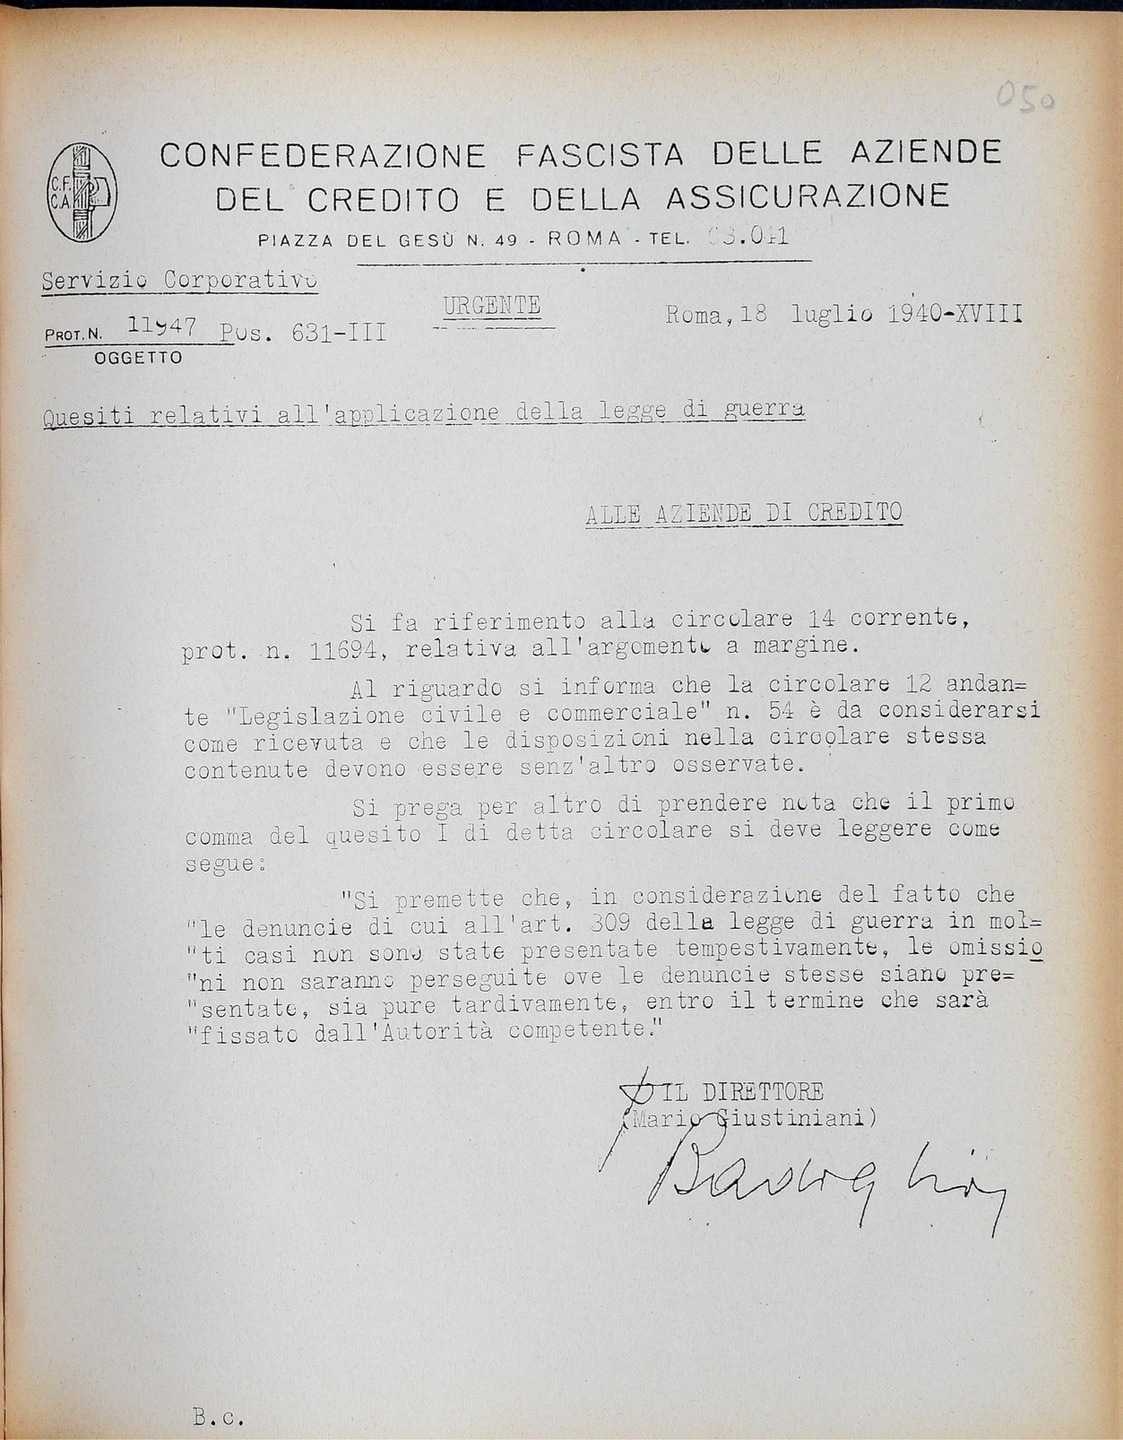 050
CONFEDERAZIONE FASCISTA DELLE AZIENDE
C.F.
C.A.
DEL CREDITO E DELLA ASSICURAZIONE
PIAZZA DEL GESÙ N. 49 - ROMA - TEL. 63.041
Servizio Corporativo
URGENTE
Roma, 18 luglio 1940-XVIII
PROT. N. 11947 Pos. 631-III
OGGETTO
Quesiti relativi all'applicazione della legge di guerra
ALLE AZIENDE DI CREDITO
Si fa riferimento alla circolare 14 corrente,
prot. n. 11694, relativa all'argomento a margine.
Al riguardo si informa che la circolare 12 andan=
te "Legislazione civile e commerciale" n. 54 è da considerarsi
come ricevuta e che le disposizioni nella circolare stessa
contenute devono essere senz'altro osservate.
Si prega per altro di prendere nota che il primo
comma del quesito I di detta circolare si deve leggere come
segue:
"Si premette che, in considerazione del fatto che
"le denuncie di cui all'art. 309 della legge di guerra in mol=
"ti casi non sono state presentate tempestivamente, le omissio
"ni non saranno perseguite ove le denuncie stesse siano pre=
"sentate, sia pure tardivamente, entro il termine che sarà
"fissato dall'Autorità competente."
IL DIRETTORE
(Mario Giustiniani)
B.c.